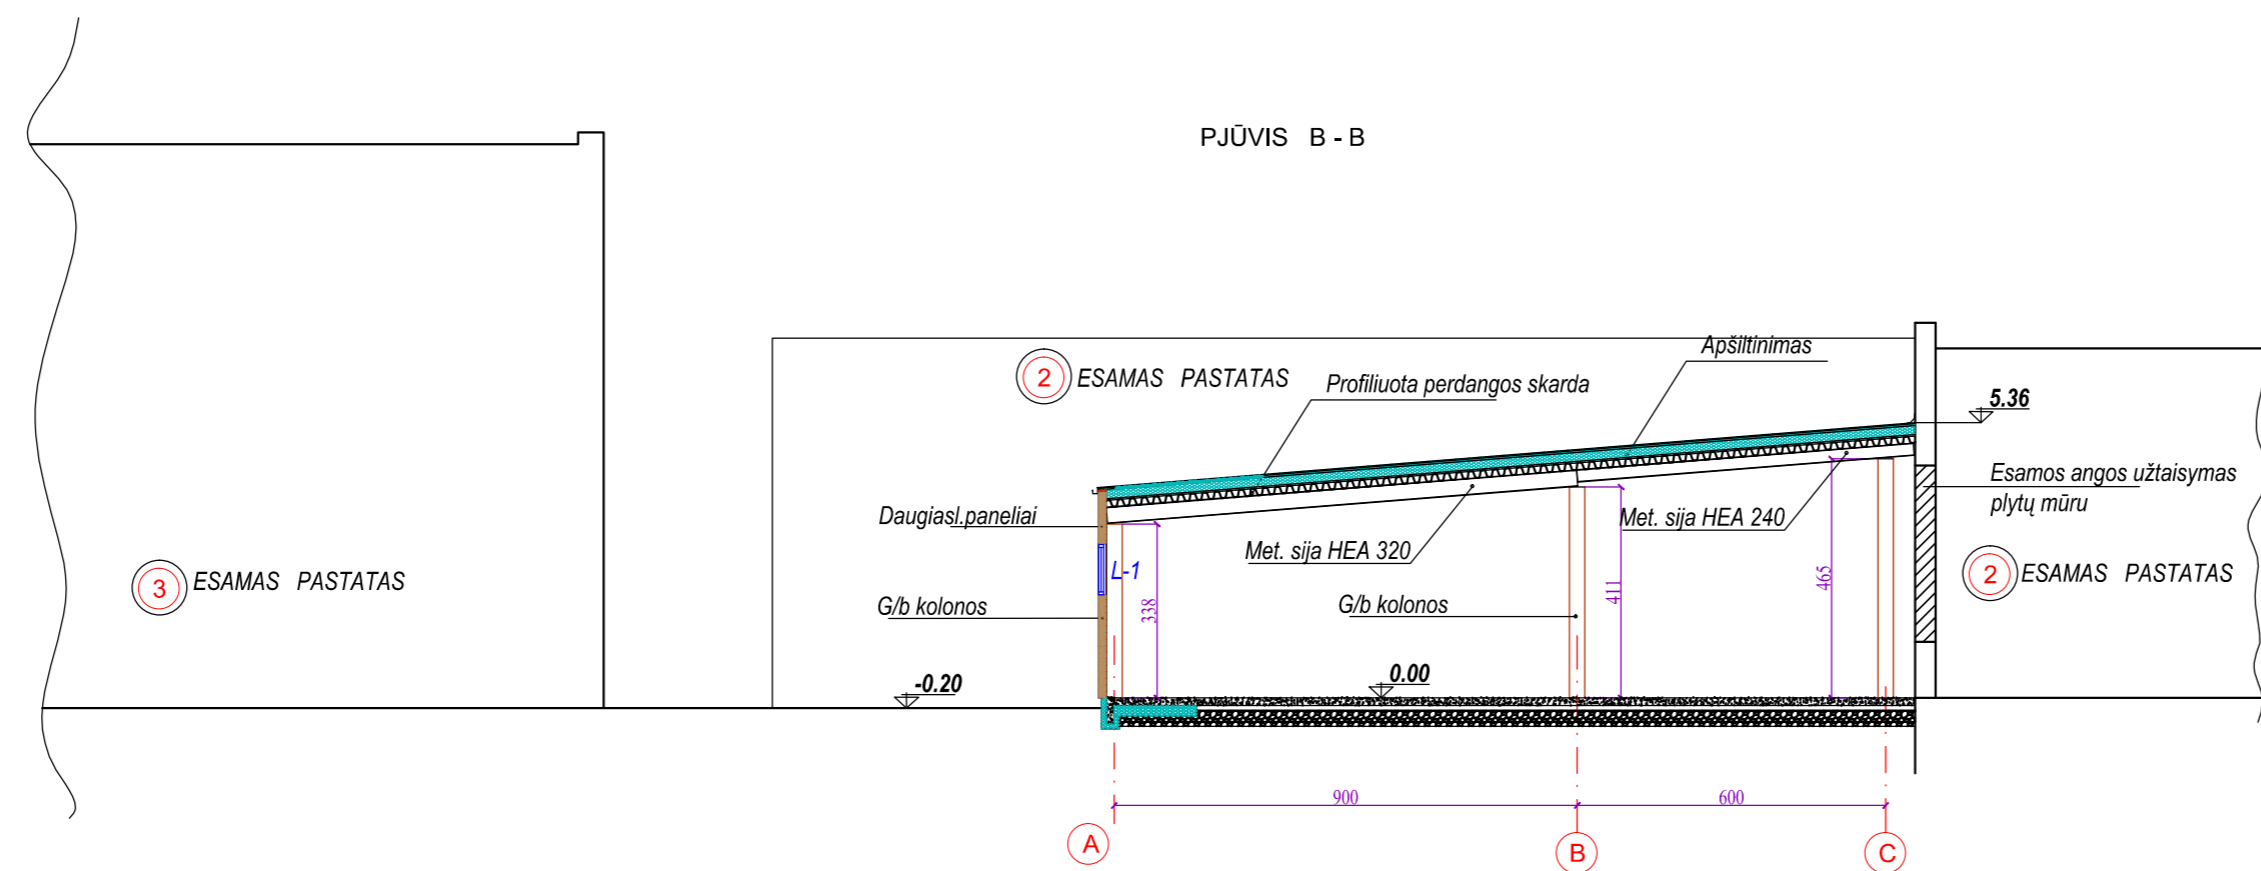 PJŪVIS B - B
Apšiltinimas
2 ESAMAS PASTATAS
Profiliuota perdangos skarda
5.36
Esamos angos užtaisymas
plytų mūru
Daugiasl.paneliai
Met. sija HEA 240
Met. sija HEA 320
L-1
3 ESAMAS PASTATAS
2 ESAMAS PASTATAS
465
411
338
G/b kolonos
G/b kolonos
-0.20
0.00
900
600
A
B
C